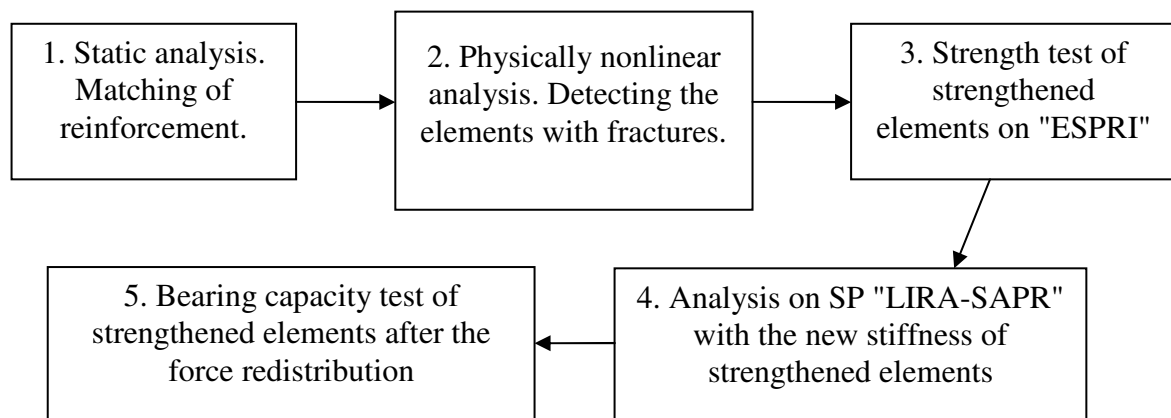 1. Static analysis.
Matching of
reinforcement.
2. Physically nonlinear
analysis. Detecting the
elements with fractures.
3. Strength test of
strengthened
elements on "ESPRI"
4. Analysis on SP "LIRA-SAPR"
with the new stiffness of
strengthened elements
5. Bearing capacity test of
strengthened elements after the
force redistribution